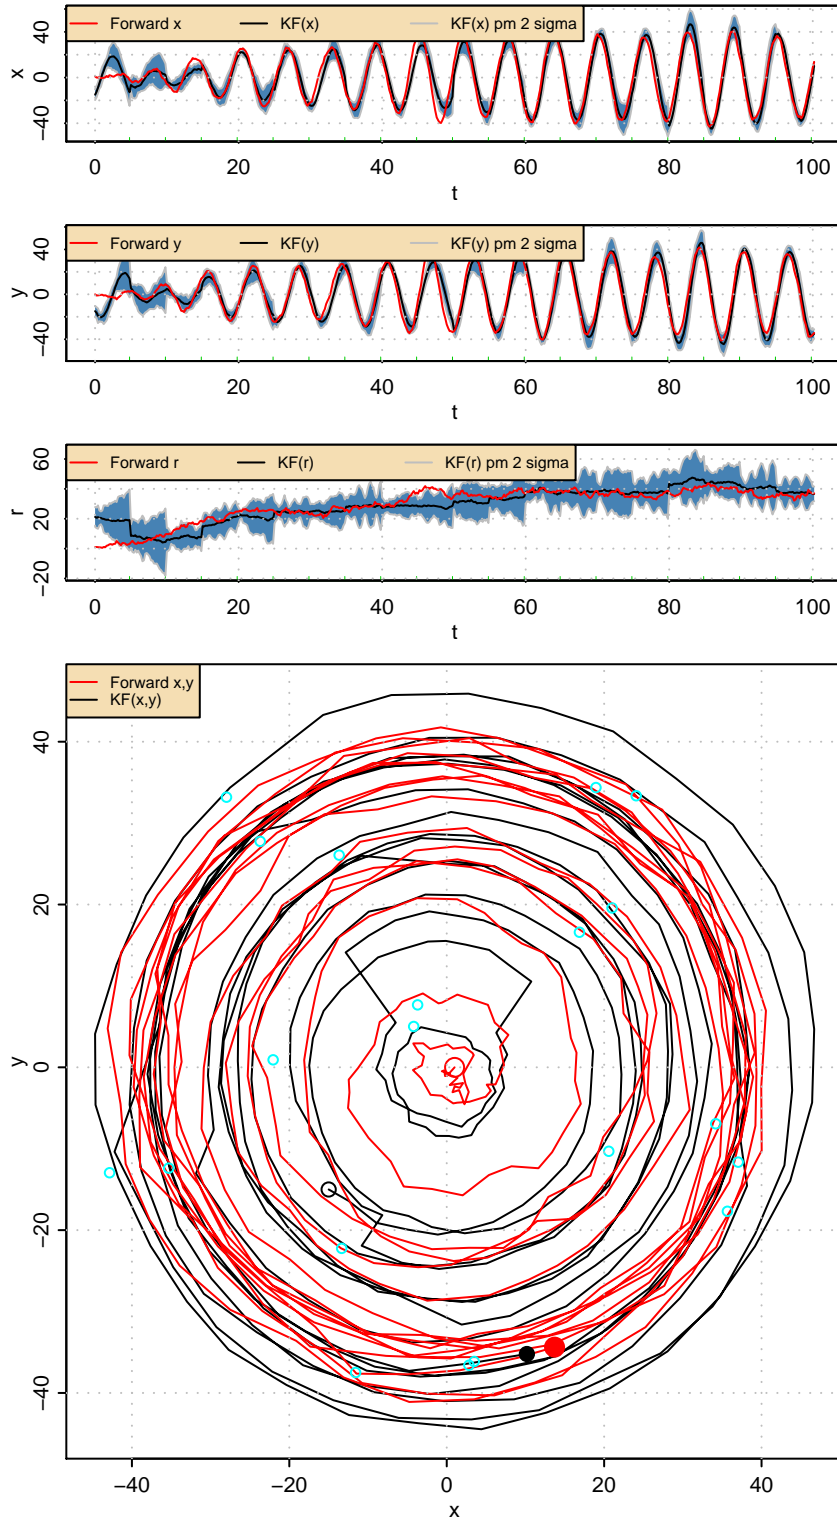 Forward x KF(x) KF(x) pm 2 sigma
x
−40 0 40
0 20 40 60 80 100
t
Forward y KF(y) KF(y) pm 2 sigma
y
−40 0 40
0 20 40 60 80 100
t
Forward r KF(r) KF(r) pm 2 sigma
r
−20 20 60
0 20 40 60 80 100
t
Forward x,y
KF(x,y)
y
40
20
0
−20
−40
−40 −20 0 20 40
x